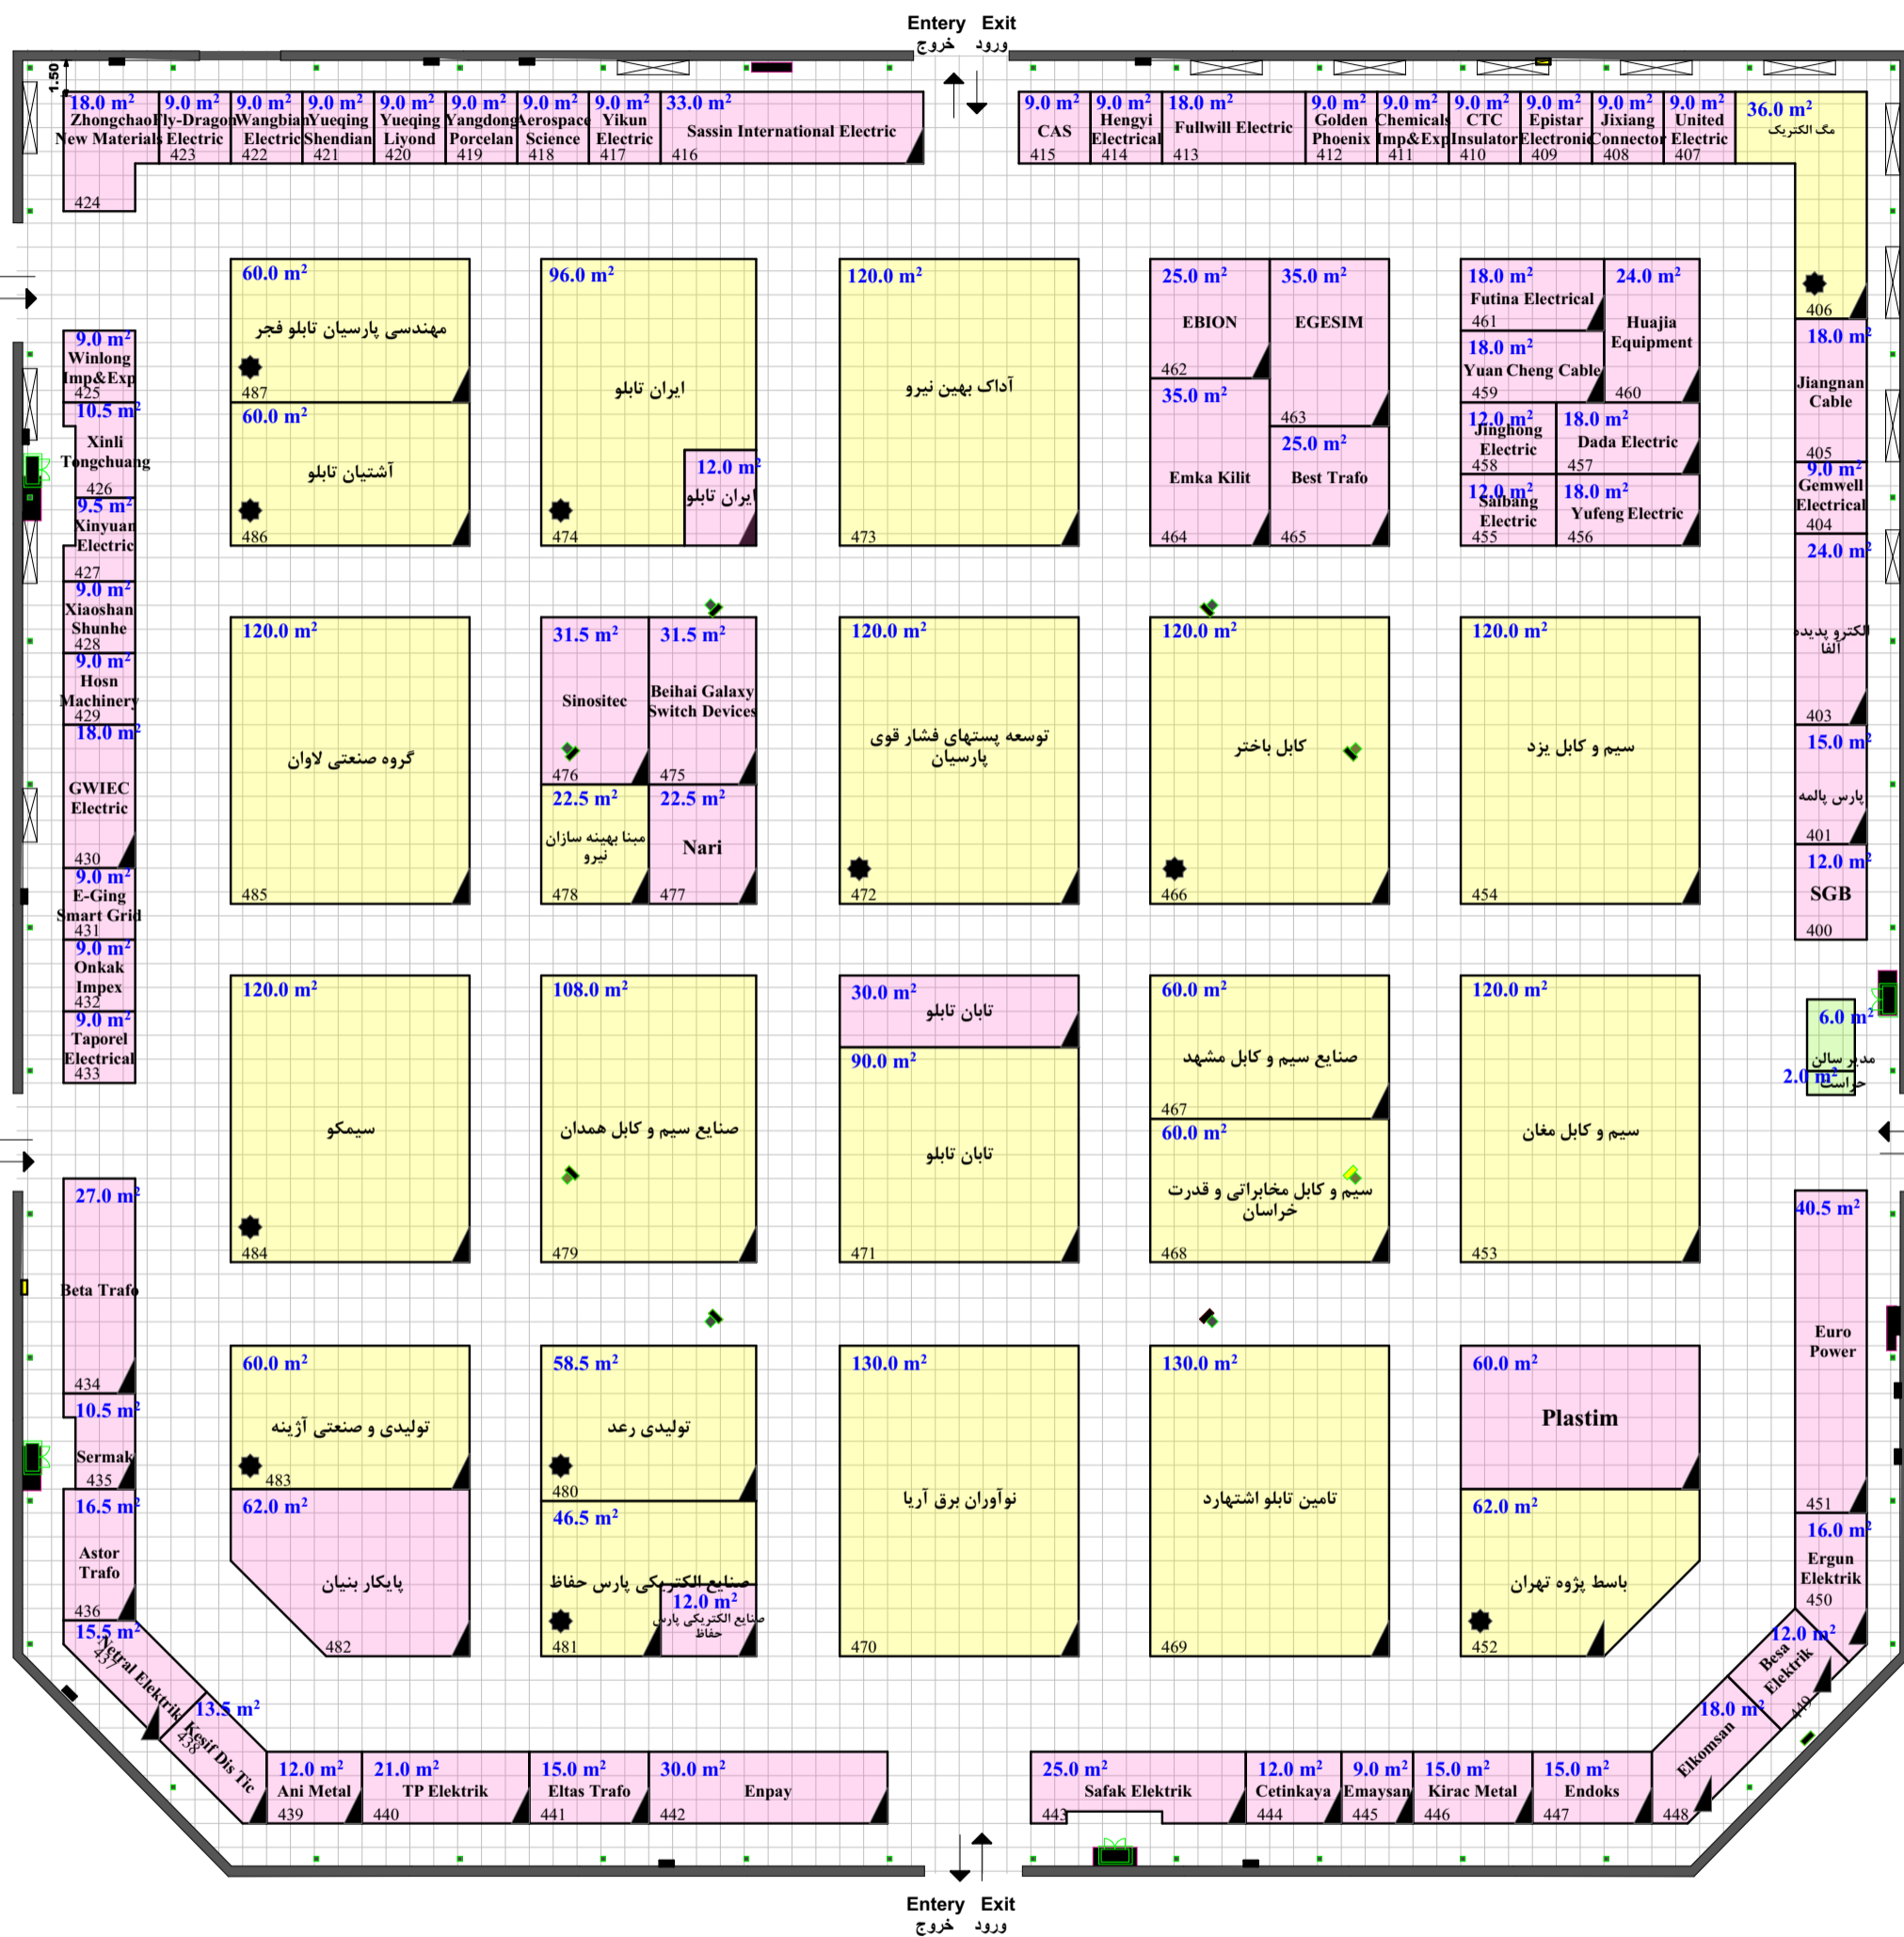 Entery Exit
خروج ورود
1.50
18.0 m²
Zhongchao
New Materials
424
9.0 m²
Fly-Dragon
Electric
423
9.0 m²
Wangbian
Electric
422
9.0 m²
Yueqing
Shendian
421
9.0 m²
Yueqing
Liyond
420
9.0 m²
Yangdong
Porcelan
419
9.0 m²
Aerospace
Science
418
9.0 m²
Yikun
Electric
417
33.0 m²
Sassin International Electric
416
9.0 m²
CAS
415
9.0 m²
Hengyi
Electrical
414
18.0 m²
Fullwill Electric
413
9.0 m²
Golden
Phoenix
412
9.0 m²
Chemicals
Imp&Exp
411
9.0 m²
CTC
Insulator
410
9.0 m²
Epistar
Electronic
409
9.0 m²
Jixiang
Connector
408
9.0 m²
United
Electric
407
36.0 m²
مگ الکتریک
406
60.0 m²
مهندسی پارسیان تابلو فجر
487
60.0 m²
آشتیان تابلو
486
96.0 m²
ایران تابلو
474
12.0 m²
ایران تابلو
120.0 m²
آداک بهین نیرو
473
25.0 m²
EBION
462
35.0 m²
EGESIM
463
35.0 m²
Emka Kilit
464
25.0 m²
Best Trafo
465
18.0 m²
Futina Electrical
461
24.0 m²
Huajia
Equipment
460
18.0 m²
Yuan Cheng Cable
459
12.0 m²
Jinghong
Electric
458
18.0 m²
Dada Electric
457
12.0 m²
Saibang
Electric
455
18.0 m²
Yufeng Electric
456
18.0 m²
Jiangnan
Cable
405
9.0 m²
Gemwell
Electrical
404
24.0 m²
الکترو پدیده
آلفا
403
15.0 m²
پارس پالمه
401
12.0 m²
SGB
400
9.0 m²
Winlong
Imp&Exp
425
10.5 m²
Xinli
Tongchuang
426
9.5 m²
Xinyuan
Electric
427
9.0 m²
Xiaoshan
Shunhe
428
9.0 m²
Hosn
Machinery
429
18.0 m²
GWIEC
Electric
430
9.0 m²
E-Ging
Smart Grid
431
9.0 m²
Onkak
Impex
432
9.0 m²
Taporel
Electrical
433
120.0 m²
گروه صنعتی لاوان
485
31.5 m²
Sinositec
476
31.5 m²
Beihai Galaxy
Switch Devices
475
22.5 m²
مبنا بهینه سازان
نیرو
478
22.5 m²
Nari
477
120.0 m²
توسعه پستهای فشار قوی
پارسیان
472
120.0 m²
کابل باختر
466
120.0 m²
سیم و کابل یزد
454
120.0 m²
سیمکو
484
108.0 m²
صنایع سیم و کابل همدان
479
30.0 m²
تابان تابلو
90.0 m²
تابان تابلو
471
60.0 m²
صنایع سیم و کابل مشهد
467
60.0 m²
سیم و کابل مخابراتی و قدرت
خراسان
468
120.0 m²
سیم و کابل مغان
453
6.0 m²
مدیر سالن
2.0 m²
حراست
27.0 m²
Beta Trafo
434
10.5 m²
Sermak
435
16.5 m²
Astor
Trafo
436
15.5 m²
Netral Elektrik
437
13.5 m²
Kesif Dis Tic
438
60.0 m²
تولیدی و صنعتی آژینه
483
62.0 m²
پایکار بنیان
482
58.5 m²
تولیدی رعد
480
46.5 m²
صنایع الکتریکی پارس حفاظ
481
12.0 m²
صنایع الکتریکی پارس
حفاظ
130.0 m²
نوآوران برق آریا
470
130.0 m²
تامین تابلو اشتهارد
469
60.0 m²
Plastim
62.0 m²
باسط پژوه تهران
452
40.5 m²
Euro
Power
451
16.0 m²
Ergun
Elektrik
450
12.0 m²
Besa
Elektrik
449
18.0 m²
Elkomsan
448
12.0 m²
Ani Metal
439
21.0 m²
TP Elektrik
440
15.0 m²
Eltas Trafo
441
30.0 m²
Enpay
442
25.0 m²
Safak Elektrik
443
12.0 m²
Cetinkaya
444
9.0 m²
Emaysan
445
15.0 m²
Kirac Metal
446
15.0 m²
Endoks
447
Entery Exit
خروج ورود